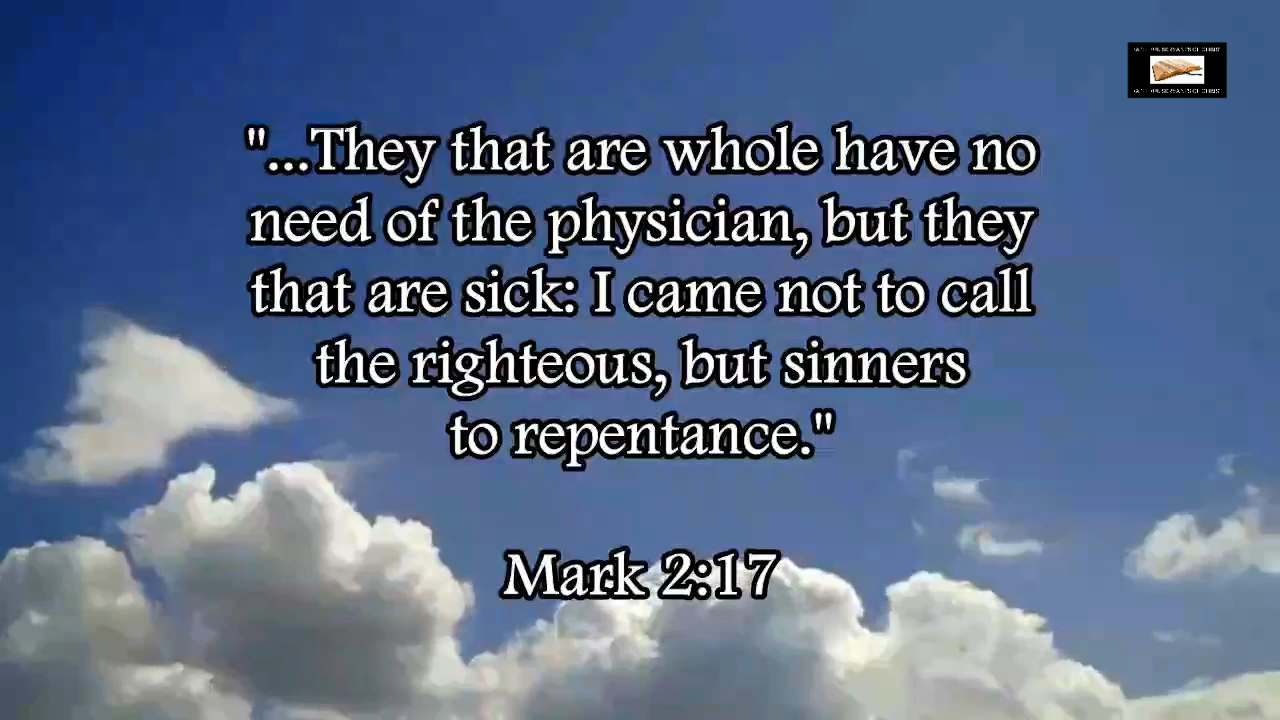 "...They that are whole have no
need of the physician, but they
that are sick: I came not to call
the righteous, but sinners
to repentance."
Mark 2:17